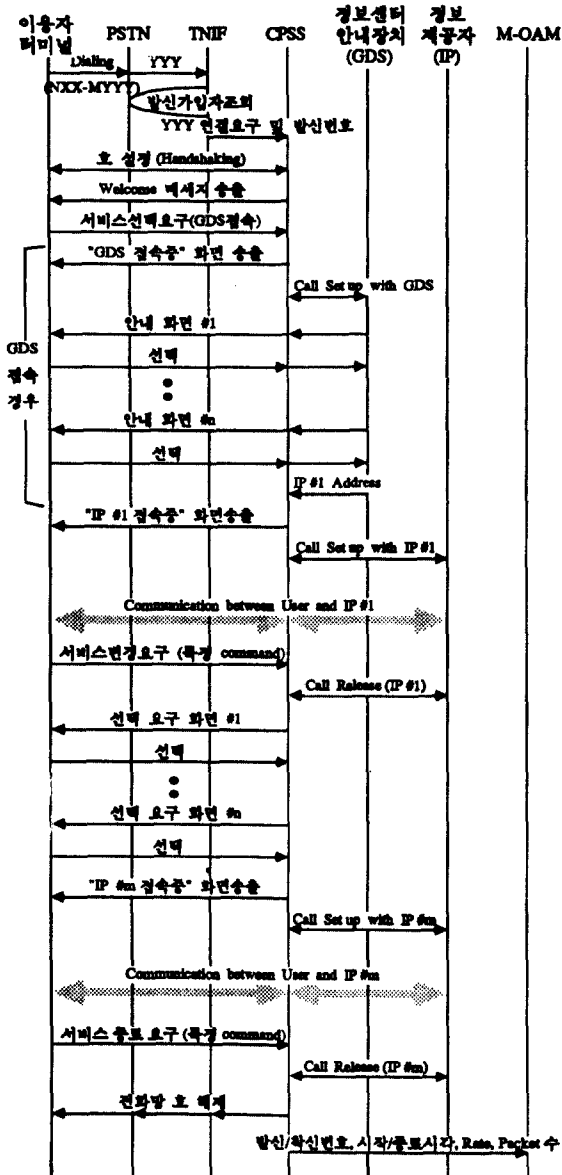 이용자
터미널
PSTN
TNIF
CPSS
정보센터
안내장치
(GDS)
정보
제공자
(IP)
M-OAM
Dialing
YYY
(NXX-MYYY)
발신가입자조회
YYY 연결요구 및 발신번호
호 설정 (Handshaking)
Welcome 메세지 송출
서비스선택요구(GDS접속)
"GDS 접속중" 화면 송출
Call Set up with GDS
안내 화면 #1
GDS
접속
경우
선택
안내 화면 #n
선택
IP #1 Address
"IP #1 접속중" 화면송출
Call Set up with IP #1
Communication between User and IP #1
서비스변경요구 (특정 command)
Call Release (IP #1)
선택 요구 화면 #1
선택
선택 요구 화면 #n
선택
"IP #m 접속중" 화면송출
Call Set up with IP #m
Communication between User and IP #m
서비스 종료 요구 (특정 command)
Call Release (IP #m)
전화망 호 해제
발신/착신번호, 시작/종료시각, Rate, Packet 수